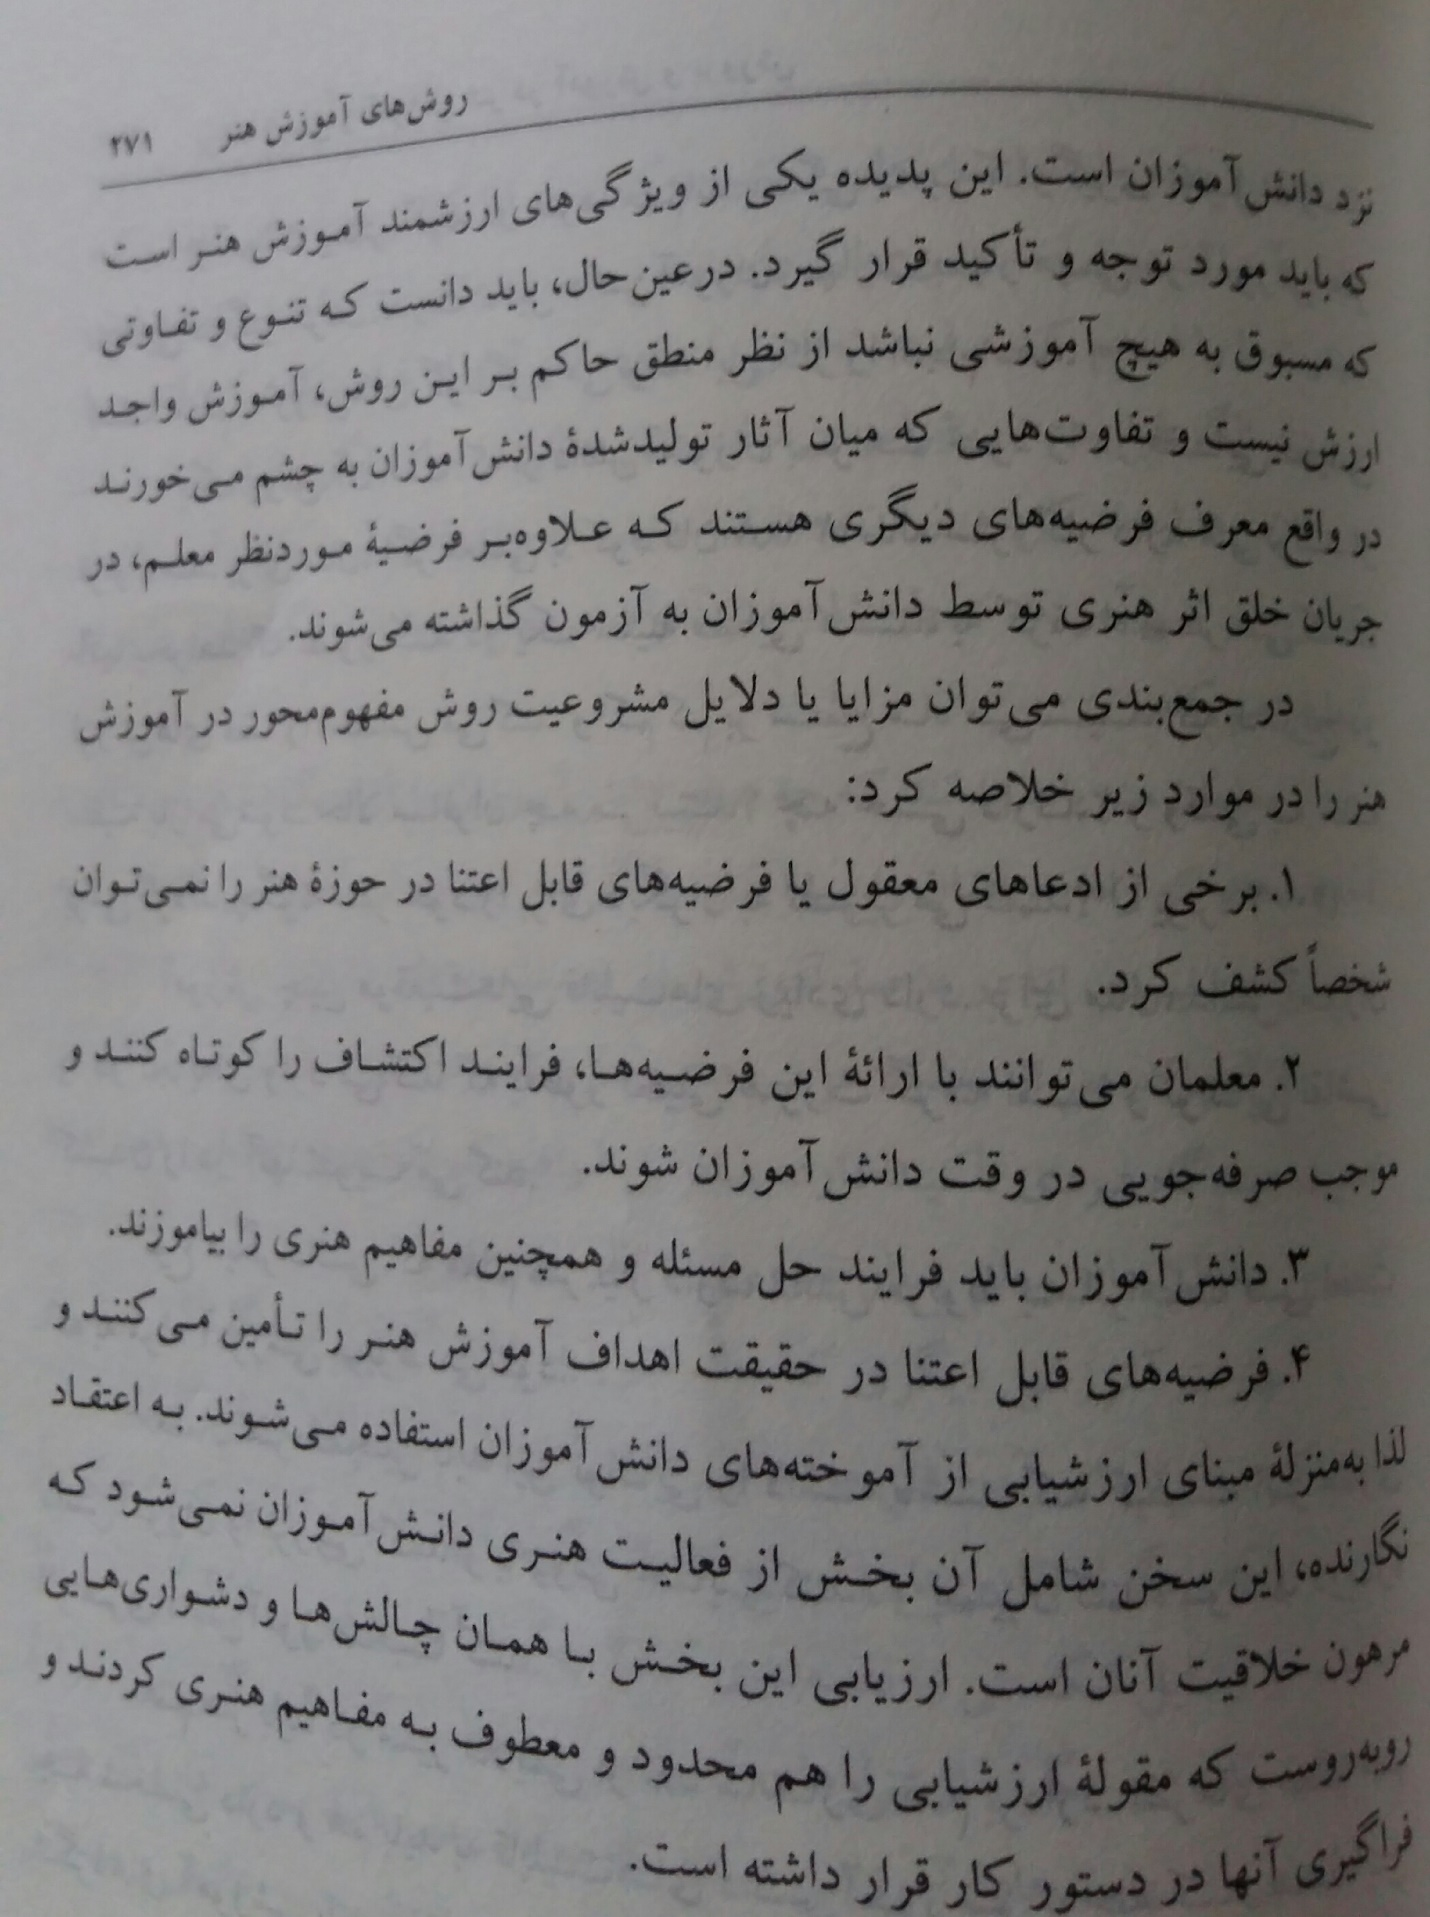 روش‌های آموزش هنر ۲۷۱
نزد دانش‌آموزان است. این پدیده یکی از ویژگی‌های ارزشمند آموزش هنر است
که باید مورد توجه و تأکید قرار گیرد. درعین‌حال، باید دانست که تنوع و تفاوتی
که مسبوق به هیچ آموزشی نباشد از نظر منطق حاکم بر این روش، آموزش واجد
ارزش نیست و تفاوت‌هایی که میان آثار تولیدشدهٔ دانش‌آموزان به چشم می‌خورند
در واقع معرف فرضیه‌های دیگری هستند که علاوه‌بر فرضیهٔ موردنظر معلم، در
جریان خلق اثر هنری توسط دانش‌آموزان به آزمون گذاشته می‌شوند.
در جمع‌بندی می‌توان مزایا یا دلایل مشروعیت روش مفهوم‌محور در آموزش
هنر را در موارد زیر خلاصه کرد:
۱. برخی از ادعاهای معقول یا فرضیه‌های قابل اعتنا در حوزهٔ هنر را نمی‌توان
شخصاً کشف کرد.
۲. معلمان می‌توانند با ارائهٔ این فرضیه‌ها، فرایند اکتشاف را کوتاه کنند و
موجب صرفه‌جویی در وقت دانش‌آموزان شوند.
۳. دانش‌آموزان باید فرایند حل مسئله و همچنین مفاهیم هنری را بیاموزند.
۴. فرضیه‌های قابل اعتنا در حقیقت اهداف آموزش هنر را تأمین می‌کنند و
لذا به‌منزلهٔ مبنای ارزشیابی از آموخته‌های دانش‌آموزان استفاده می‌شوند. به اعتقاد
نگارنده، این سخن شامل آن بخش از فعالیت هنری دانش‌آموزان نمی‌شود که
مرهون خلاقیت آنان است. ارزیابی این بخش با همان چالش‌ها و دشواری‌هایی
روبه‌روست که مقولهٔ ارزشیابی را هم محدود و معطوف به مفاهیم هنری کردند و
فراگیری آنها در دستور کار قرار داشته است.